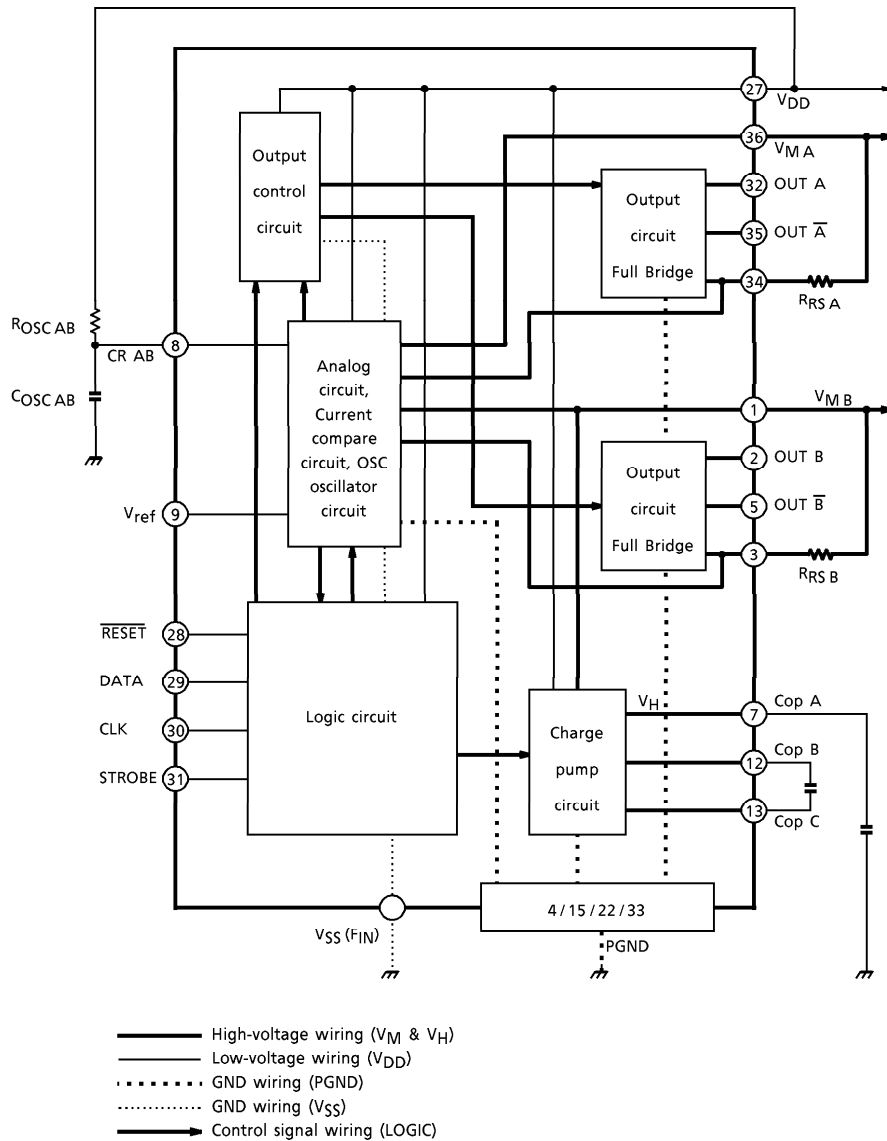 27
VDD
36
VM A
Output
control
circuit
32
OUT A
Output
circuit
Full Bridge
35
OUT A̅
34
RRS A
ROSC AB
CR AB
8
COSC AB
Analog
circuit,
Current
compare
circuit, OSC
oscillator
circuit
1
VM B
2
OUT B
Output
circuit
Full Bridge
5
OUT B̅
3
RRS B
Vref
9
R̅E̅S̅E̅T̅
28
DATA
29
CLK
30
STROBE
31
Logic circuit
VH
7
Cop A
Charge
pump
circuit
12
Cop B
13
Cop C
VSS (FIN)
4 / 15 / 22 / 33
PGND
High-voltage wiring (VM & VH)
Low-voltage wiring (VDD)
GND wiring (PGND)
GND wiring (VSS)
Control signal wiring (LOGIC)